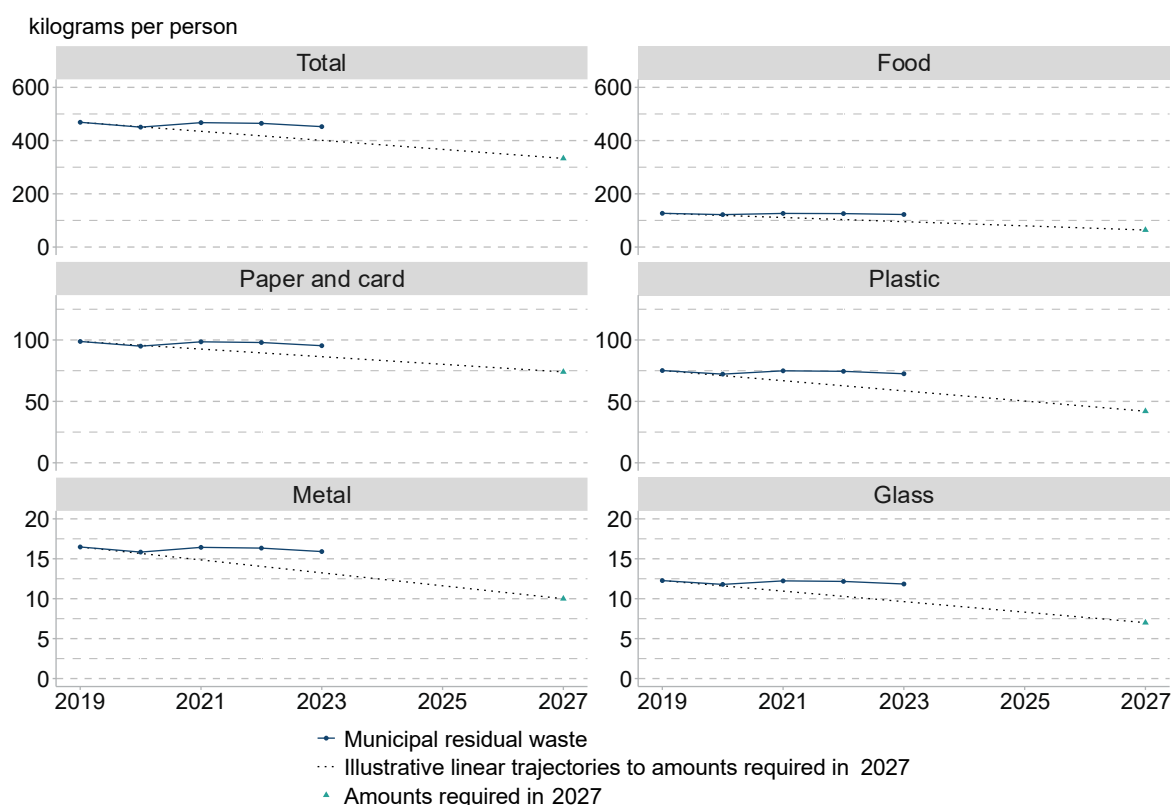 kilograms per person
Total
Food
600
400
200
0
600
400
200
0
Paper and card
Plastic
100
50
0
100
50
0
Metal
Glass
20
15
10
5
0
20
15
10
5
0
2019 2021 2023 2025 2027
2019 2021 2023 2025 2027
Municipal residual waste
Illustrative linear trajectories to amounts required in 2027
Amounts required in 2027